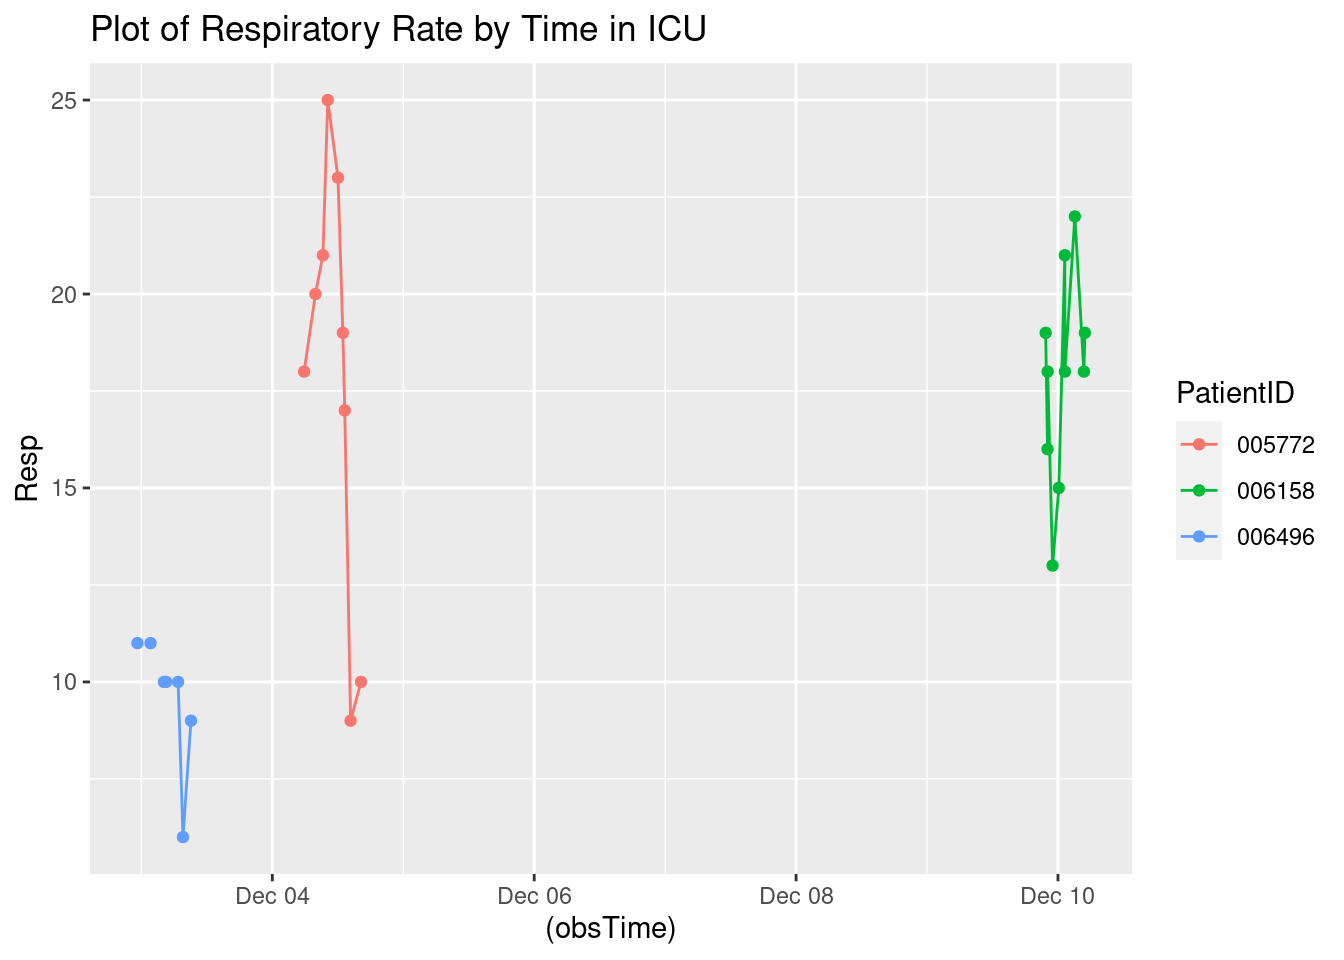 Plot of Respiratory Rate by Time in ICU
25
20
15
10
Resp
Dec 04
Dec 06
Dec 08
Dec 10
(obsTime)
PatientID
005772
006158
006496